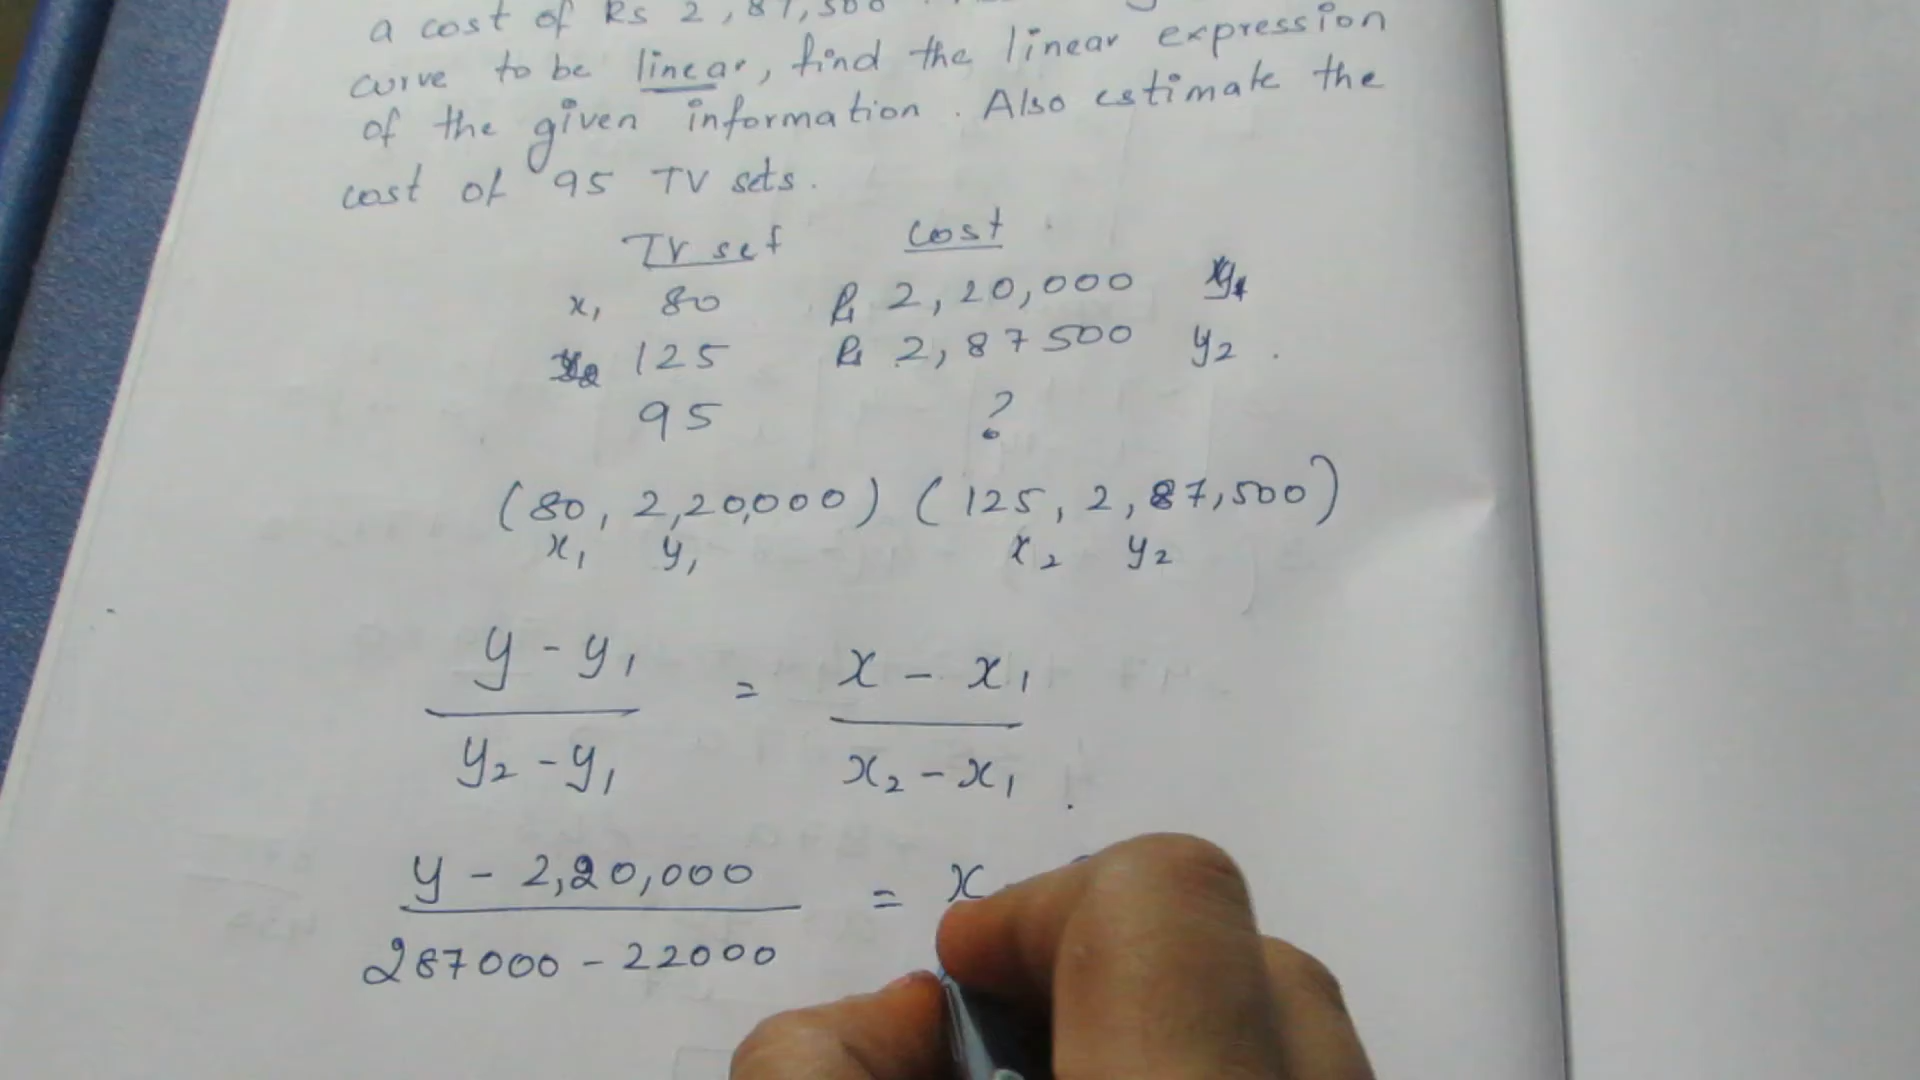 a cost of Rs 2,87,500
curve to be linear, find the linear expression
of the given information. Also estimate the
cost of 95 TV sets.
TV set cost
x1 80 Rs 2,20,000 y1
x2 125 Rs 2,87500 y2.
95 ?
(80, 2,20,000) (125, 2,87,500)
x1 y1 x2 y2
y - y1 = x - x1
y2 - y1 x2 - x1
y - 2,20,000 = x
287000 - 22000